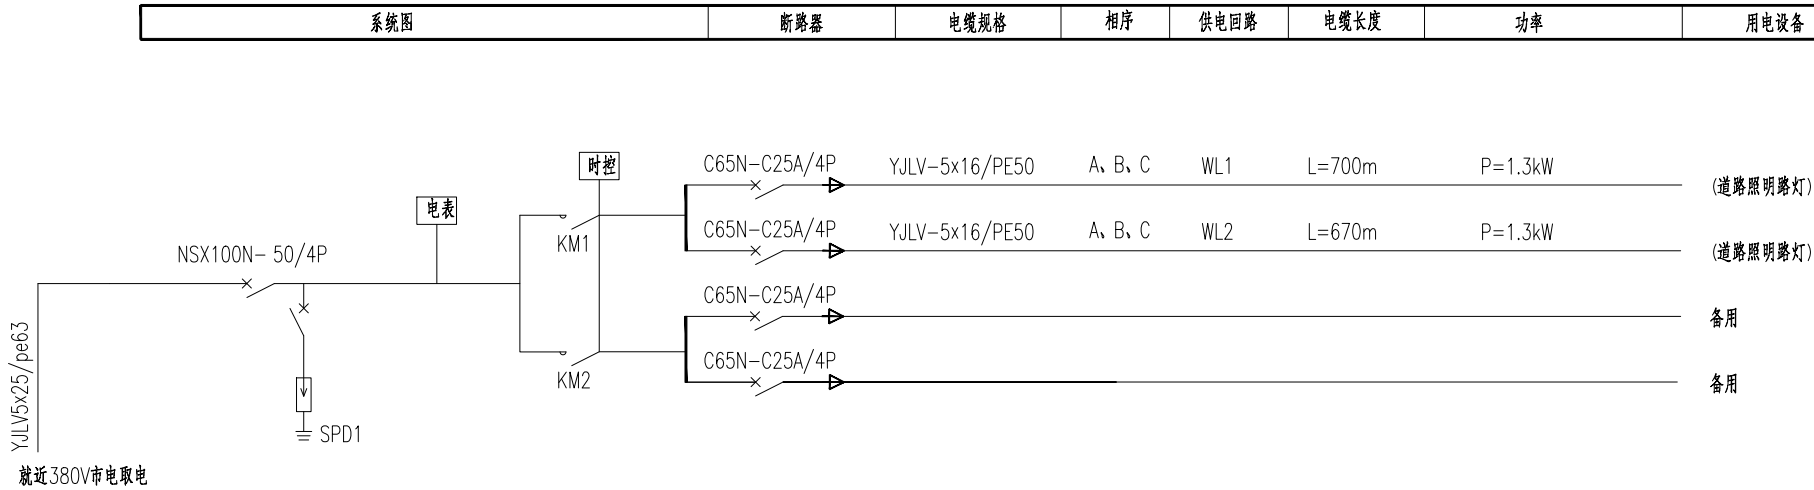 系统图 断路器 电缆规格 相序 供电回路 电缆长度 功率 用电设备
时控
C65N-C25A/4P YJLV-5x16/PE50 A、B、C WL1 L=700m P=1.3kW
(道路照明路灯)
电表
KM1
C65N-C25A/4P YJLV-5x16/PE50 A、B、C WL2 L=670m P=1.3kW
(道路照明路灯)
NSX100N- 50/4P
C65N-C25A/4P
备用
C65N-C25A/4P
KM2
备用
YJLV5x25/pe63
SPD1
就近380V市电取电